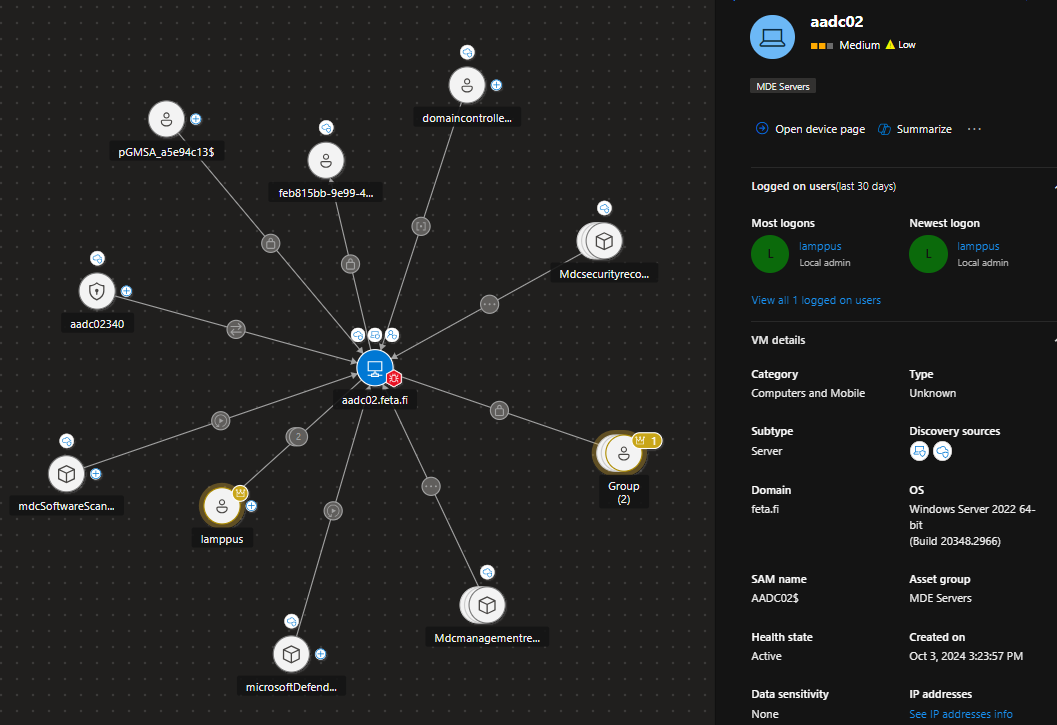 domaincontrolle...
pGMSA_a5e94c13$
feb815bb-9e99-4...
Mdcsecurityreco...
aadc02340
aadc02.feta.fi
2
1
Group
(2)
mdcSoftwareScan...
lamppus
Mdcmanagementre...
microsoftDefend...
aadc02
Medium Low
MDE Servers
Open device page Summarize ...
Logged on users(last 30 days)
Most logons Newest logon
L lamppus L lamppus
Local admin Local admin
View all 1 logged on users
VM details
Category Type
Computers and Mobile Unknown
Subtype Discovery sources
Server
Domain OS
feta.fi Windows Server 2022 64-
bit
(Build 20348.2966)
SAM name Asset group
AADC02$ MDE Servers
Health state Created on
Active Oct 3, 2024 3:23:57 PM
Data sensitivity IP addresses
None See IP addresses info